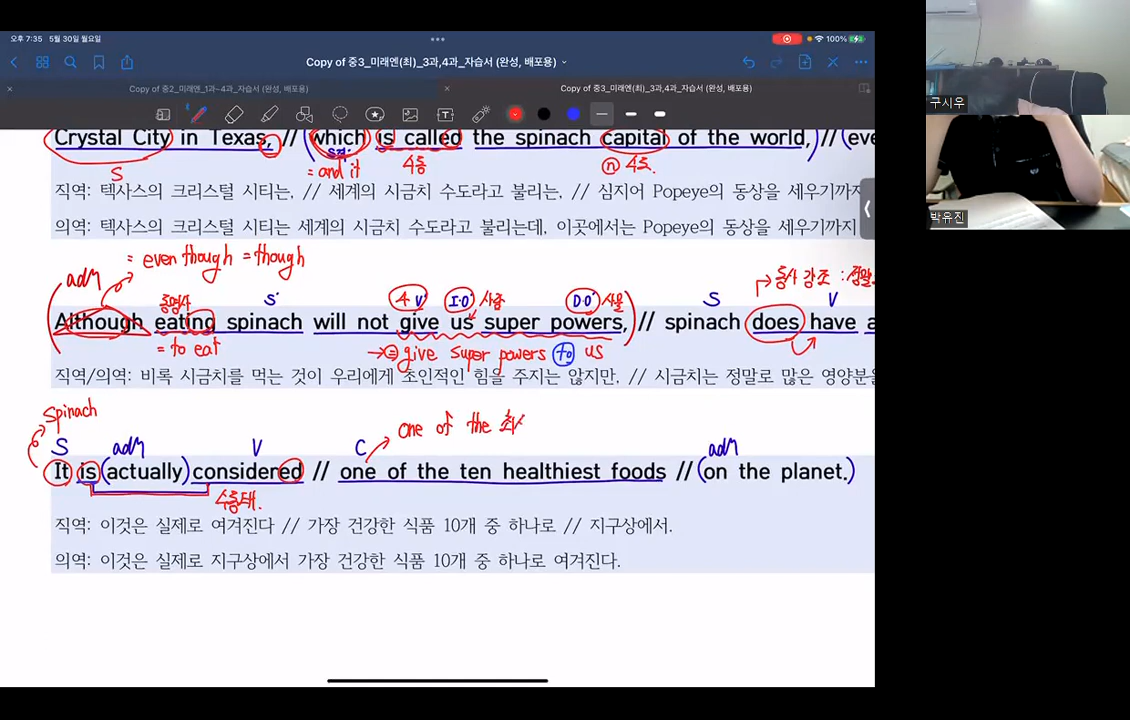 오후 7:35 5월 30일 월요일
100%
Copy of 중3_미래엔(최)_3과,4과_자습서 (완성, 배포용)
Copy of 중2_미래엔_1과~4과_자습서 (완성, 배포용)
Copy of 중3_미래엔(최)_3과,4과_자습서 (완성, 배포용)
Crystal City in Texas, // (which is called the spinach capital of the world,// (eve
S = and it 4형 ⓝ
직역: 텍사스의 크리스털 시티는, // 세계의 시금치 수도라고 불리는, // 심지어 Popeye의 동상을 세우기까지
의역: 텍사스의 크리스털 시티는 세계의 시금치 수도라고 불리는데, 이곳에서는 Popeye의 동상을 세우기까지
= even though = though
adv 동명사 S' 4 V' I·O' 사람 D·O' 사물 S 동사 강조 : 정말 V
Although eating spinach will not give us super powers,) // spinach does have a
= to eat → = give super powers to us
직역/의역: 비록 시금치를 먹는 것이 우리에게 초인적인 힘을 주지는 않지만, // 시금치는 정말로 많은 영양분을
Spinach
one of the
S V C
It is (actually) considered // one of the ten healthiest foods // (on the planet.)
수동태.
직역: 이것은 실제로 여겨진다 // 가장 건강한 식품 10개 중 하나로 // 지구상에서.
의역: 이것은 실제로 지구상에서 가장 건강한 식품 10개 중 하나로 여겨진다.
구시우
박유진